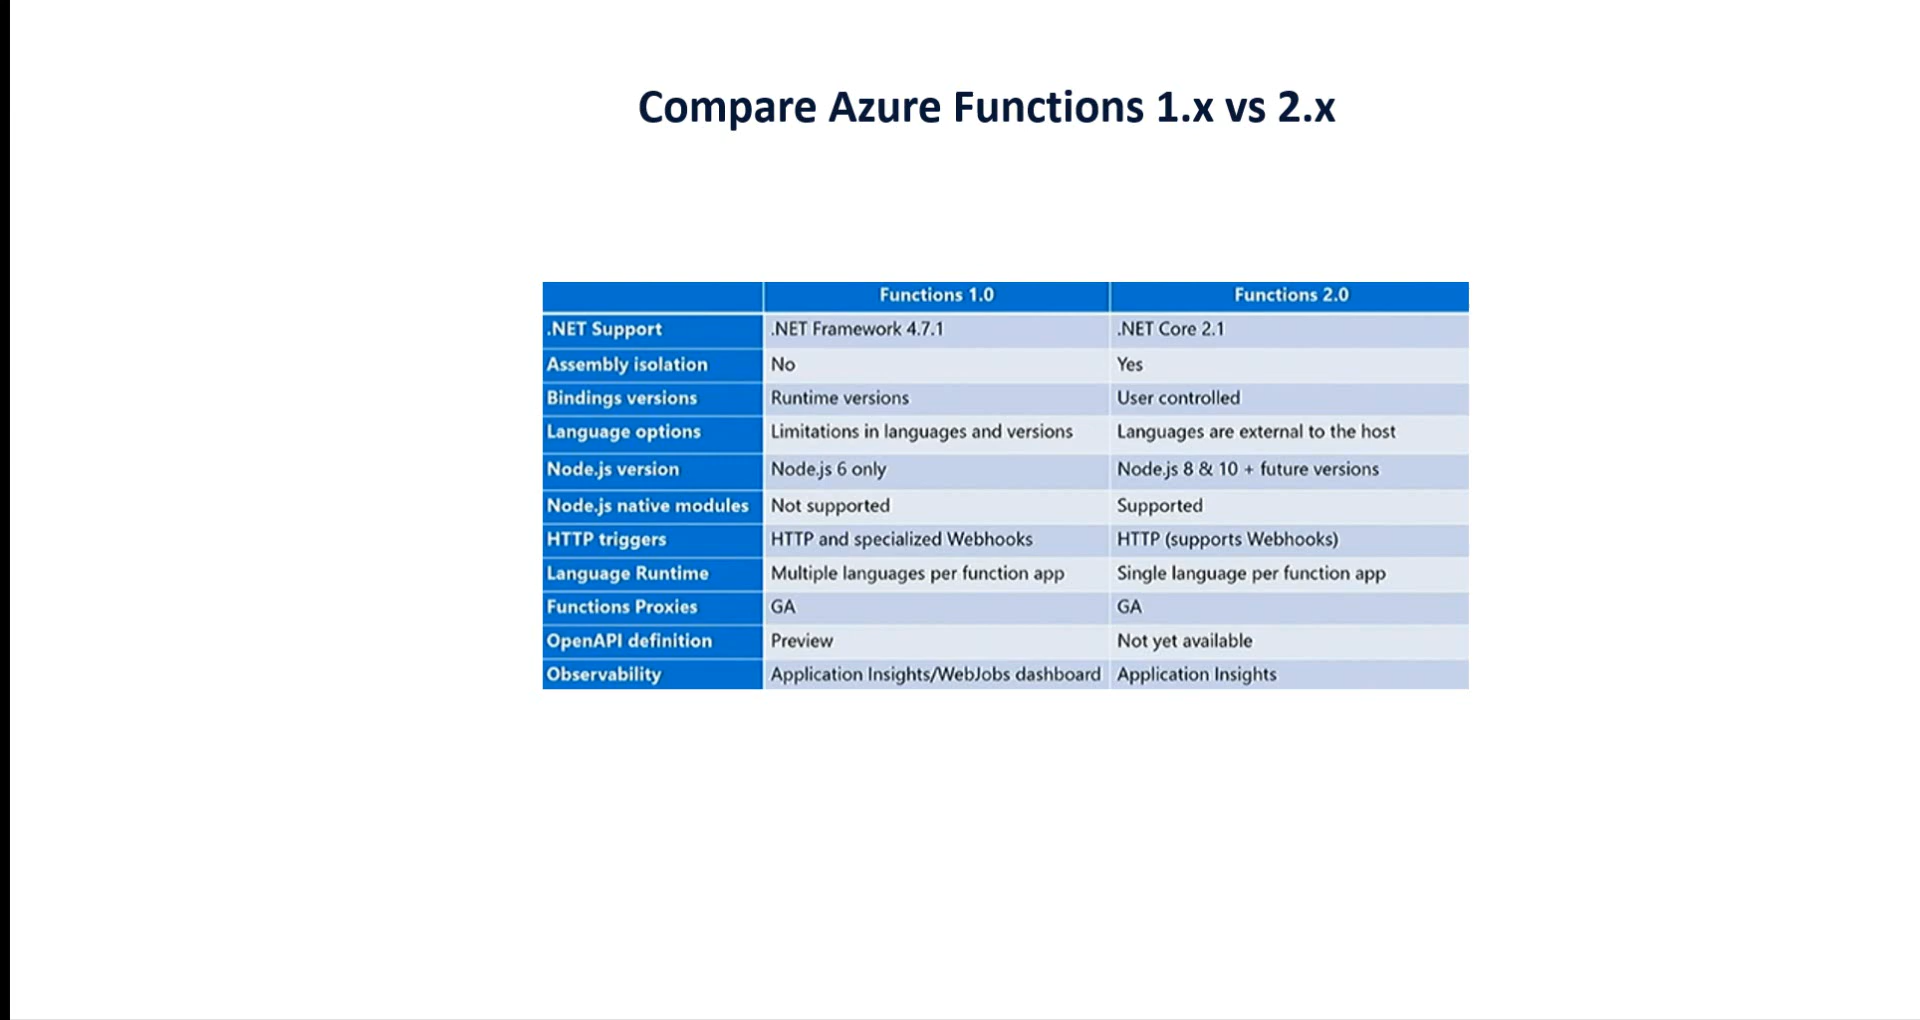 Compare Azure Functions 1.x vs 2.x
Functions 1.0 Functions 2.0
.NET Support .NET Framework 4.7.1 .NET Core 2.1
Assembly isolation No Yes
Bindings versions Runtime versions User controlled
Language options Limitations in languages and versions Languages are external to the host
Node.js version Node.js 6 only Node.js 8 & 10 + future versions
Node.js native modules Not supported Supported
HTTP triggers HTTP and specialized Webhooks HTTP (supports Webhooks)
Language Runtime Multiple languages per function app Single language per function app
Functions Proxies GA GA
OpenAPI definition Preview Not yet available
Observability Application Insights/WebJobs dashboard Application Insights